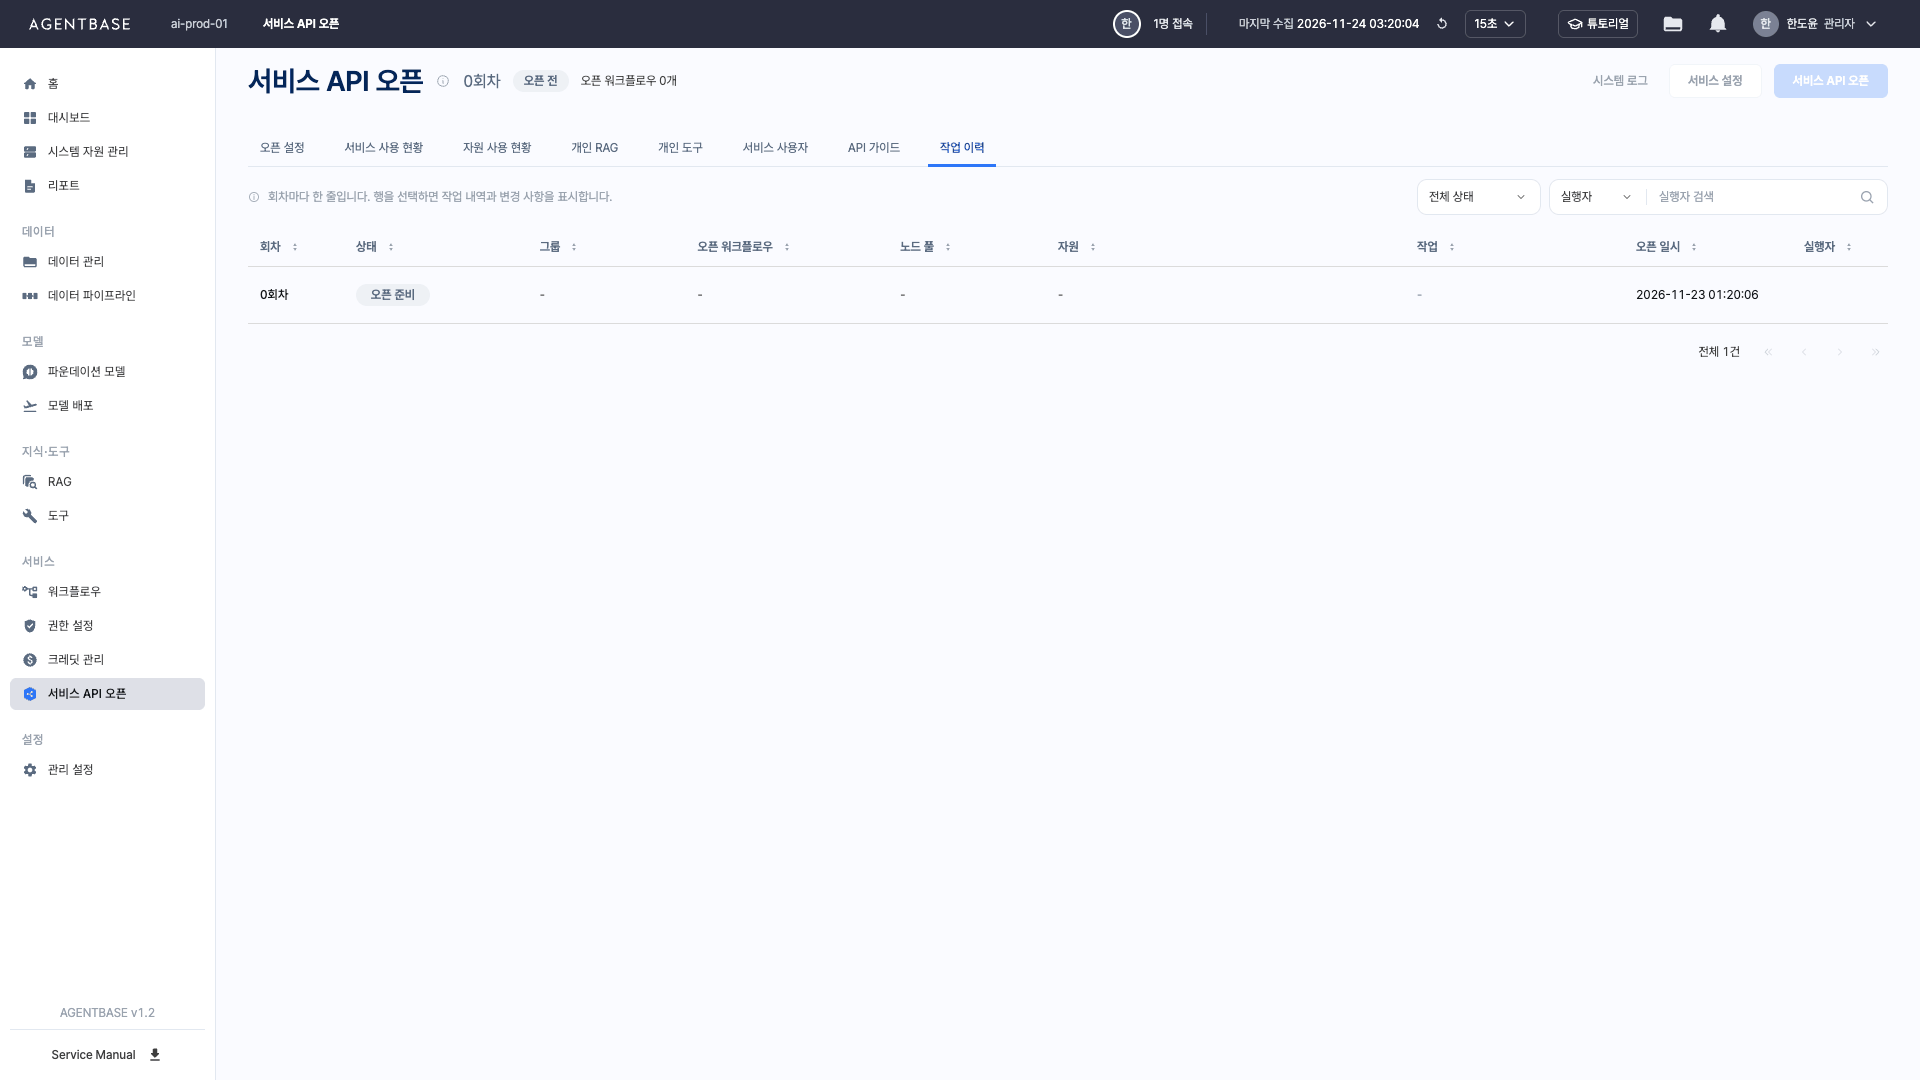 AGENTBASE ai-prod-01 서비스 API 오픈 한 1명 접속 마지막 수집 2026-11-24 03:20:04 15초 튜토리얼 한 한도윤 관리자
홈
대시보드
시스템 자원 관리
리포트
데이터
데이터 관리
데이터 파이프라인
모델
파운데이션 모델
모델 배포
지식·도구
RAG
도구
서비스
워크플로우
권한 설정
크레딧 관리
서비스 API 오픈
설정
관리 설정
AGENTBASE v1.2
Service Manual
서비스 API 오픈 0회차 오픈 전 오픈 워크플로우 0개 시스템 로그 서비스 설정 서비스 API 오픈
오픈 설정 서비스 사용 현황 자원 사용 현황 개인 RAG 개인 도구 서비스 사용자 API 가이드 작업 이력
회차마다 한 줄입니다. 행을 선택하면 작업 내역과 변경 사항을 표시합니다. 전체 상태 실행자 실행자 검색
회차 상태 그룹 오픈 워크플로우 노드 풀 자원 작업 오픈 일시 실행자
0회차 오픈 준비 - - - - - 2026-11-23 01:20:06
전체 1건